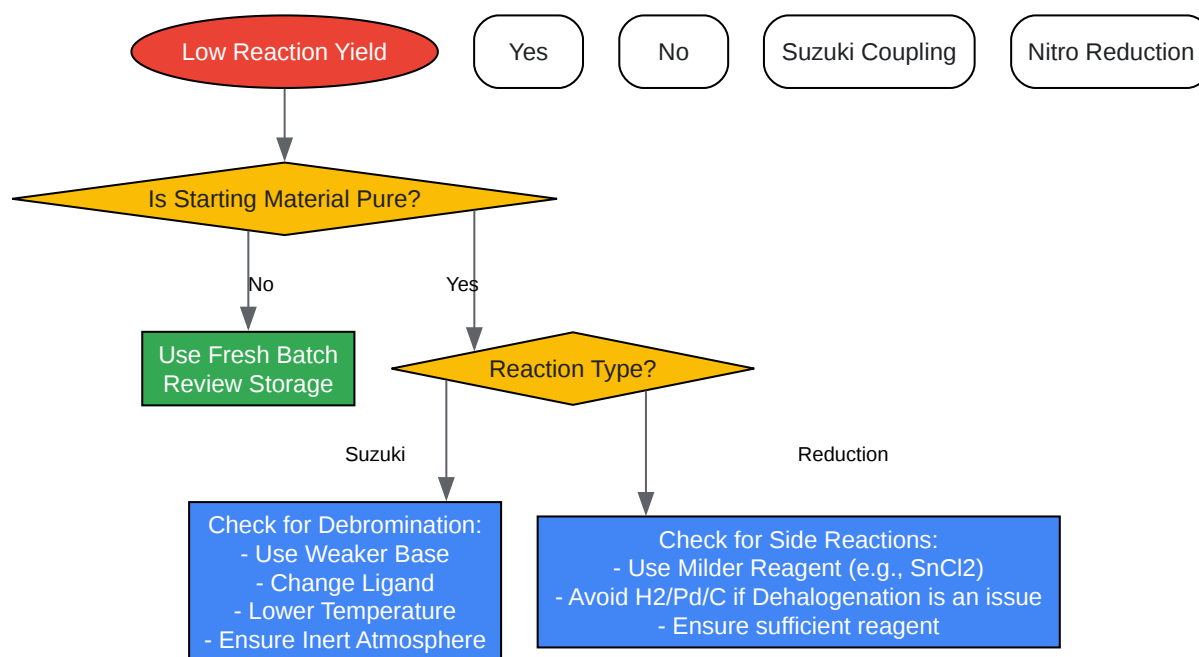 Low Reaction Yield
Yes
No
Suzuki Coupling
Nitro Reduction
Is Starting Material Pure?
No
Yes
Use Fresh Batch
Review Storage
Reaction Type?
Suzuki
Reduction
Check for Debromination:
- Use Weaker Base
- Change Ligand
- Lower Temperature
- Ensure Inert Atmosphere
Check for Side Reactions:
- Use Milder Reagent (e.g., SnCl2)
- Avoid H2/Pd/C if Dehalogenation is an issue
- Ensure sufficient reagent